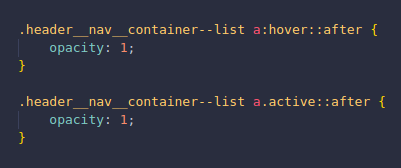 .header__nav__container--list a:hover::after {
    opacity: 1;
}

.header__nav__container--list a.active::after {
    opacity: 1;
}